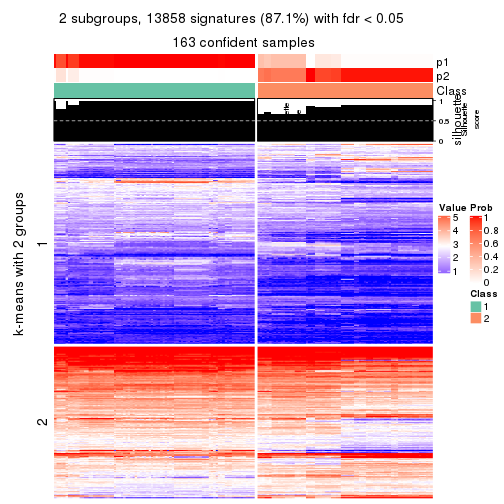 2 subgroups, 13858 signatures (87.1%) with fdr < 0.05
163 confident samples
p1
p2
Class
1
0.5
0
silhouette
Silhouette
score
k-means with 2 groups
1
2
Value
5
4
3
2
1
Prob
1
0.8
0.6
0.4
0.2
0
Class
1
2